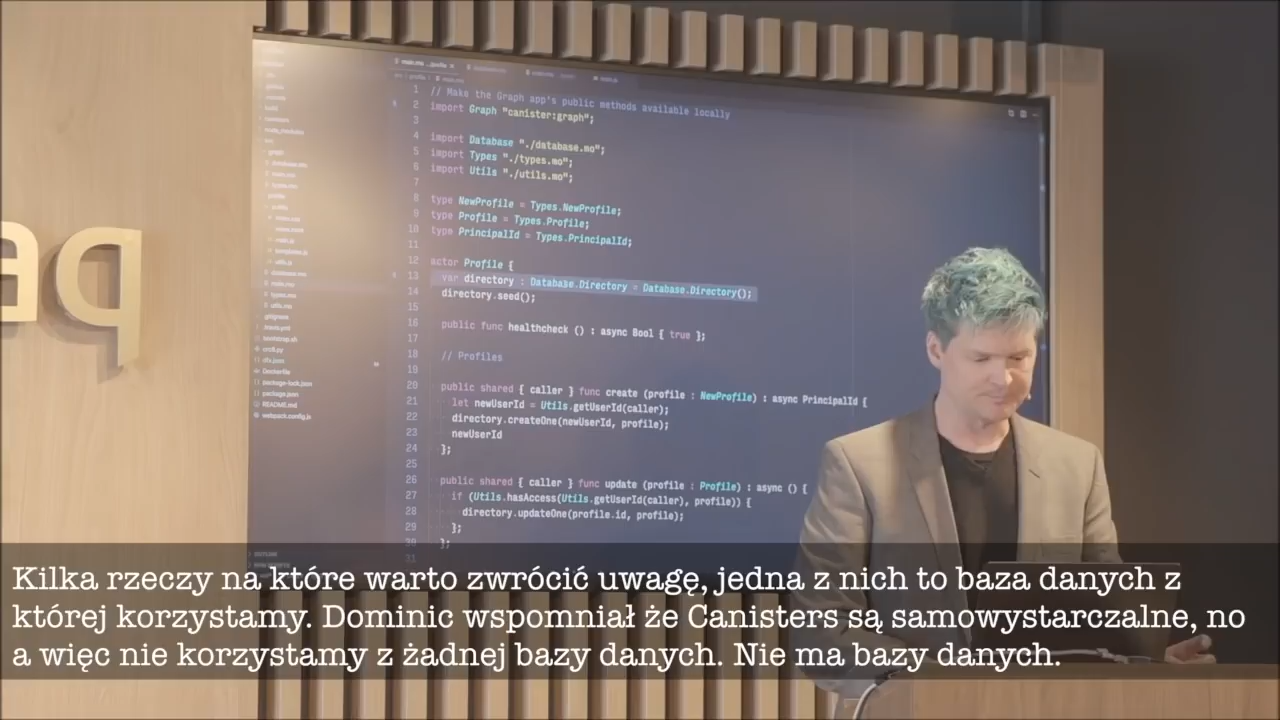 // Make the Graph app's public methods available locally
import Graph "canister:graph";
import Database "./database.mo";
import Types "./types.mo";
import Utils "./utils.mo";
type NewProfile = Types.NewProfile;
type Profile = Types.Profile;
type PrincipalId = Types.PrincipalId;
actor Profile {
var directory : Database.Directory = Database.Directory();
directory.seed();
public func healthcheck () : async Bool { true };
// Profiles
public shared { caller } func create (profile : NewProfile) : async PrincipalId {
let newUserId = Utils.getUserId(caller);
directory.createOne(newUserId, profile);
newUserId
};
public shared { caller } func update (profile : Profile) : async () {
if (Utils.hasAccess(Utils.getUserId(caller), profile)) {
directory.updateOne(profile.id, profile);
};
};
Kilka rzeczy na które warto zwrócić uwagę, jedna z nich to baza danych z
której korzystamy. Dominic wspomniał że Canisters są samowystarczalne, no
a więc nie korzystamy z żadnej bazy danych. Nie ma bazy danych.